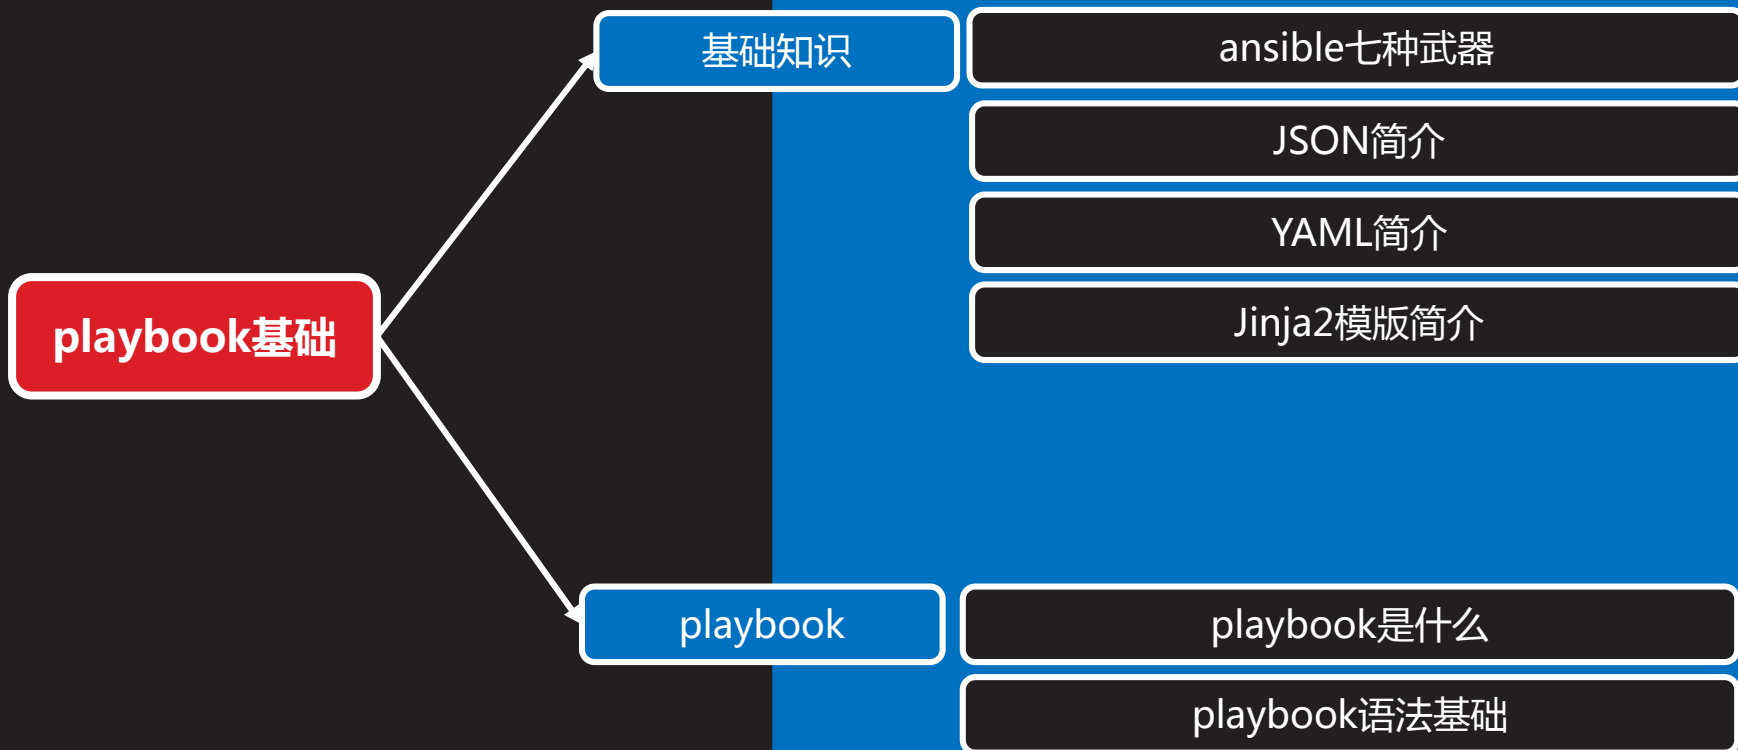 基础知识
ansible七种武器
JSON简介
YAML简介
Jinja2模版简介
playbook基础
playbook
playbook是什么
playbook语法基础